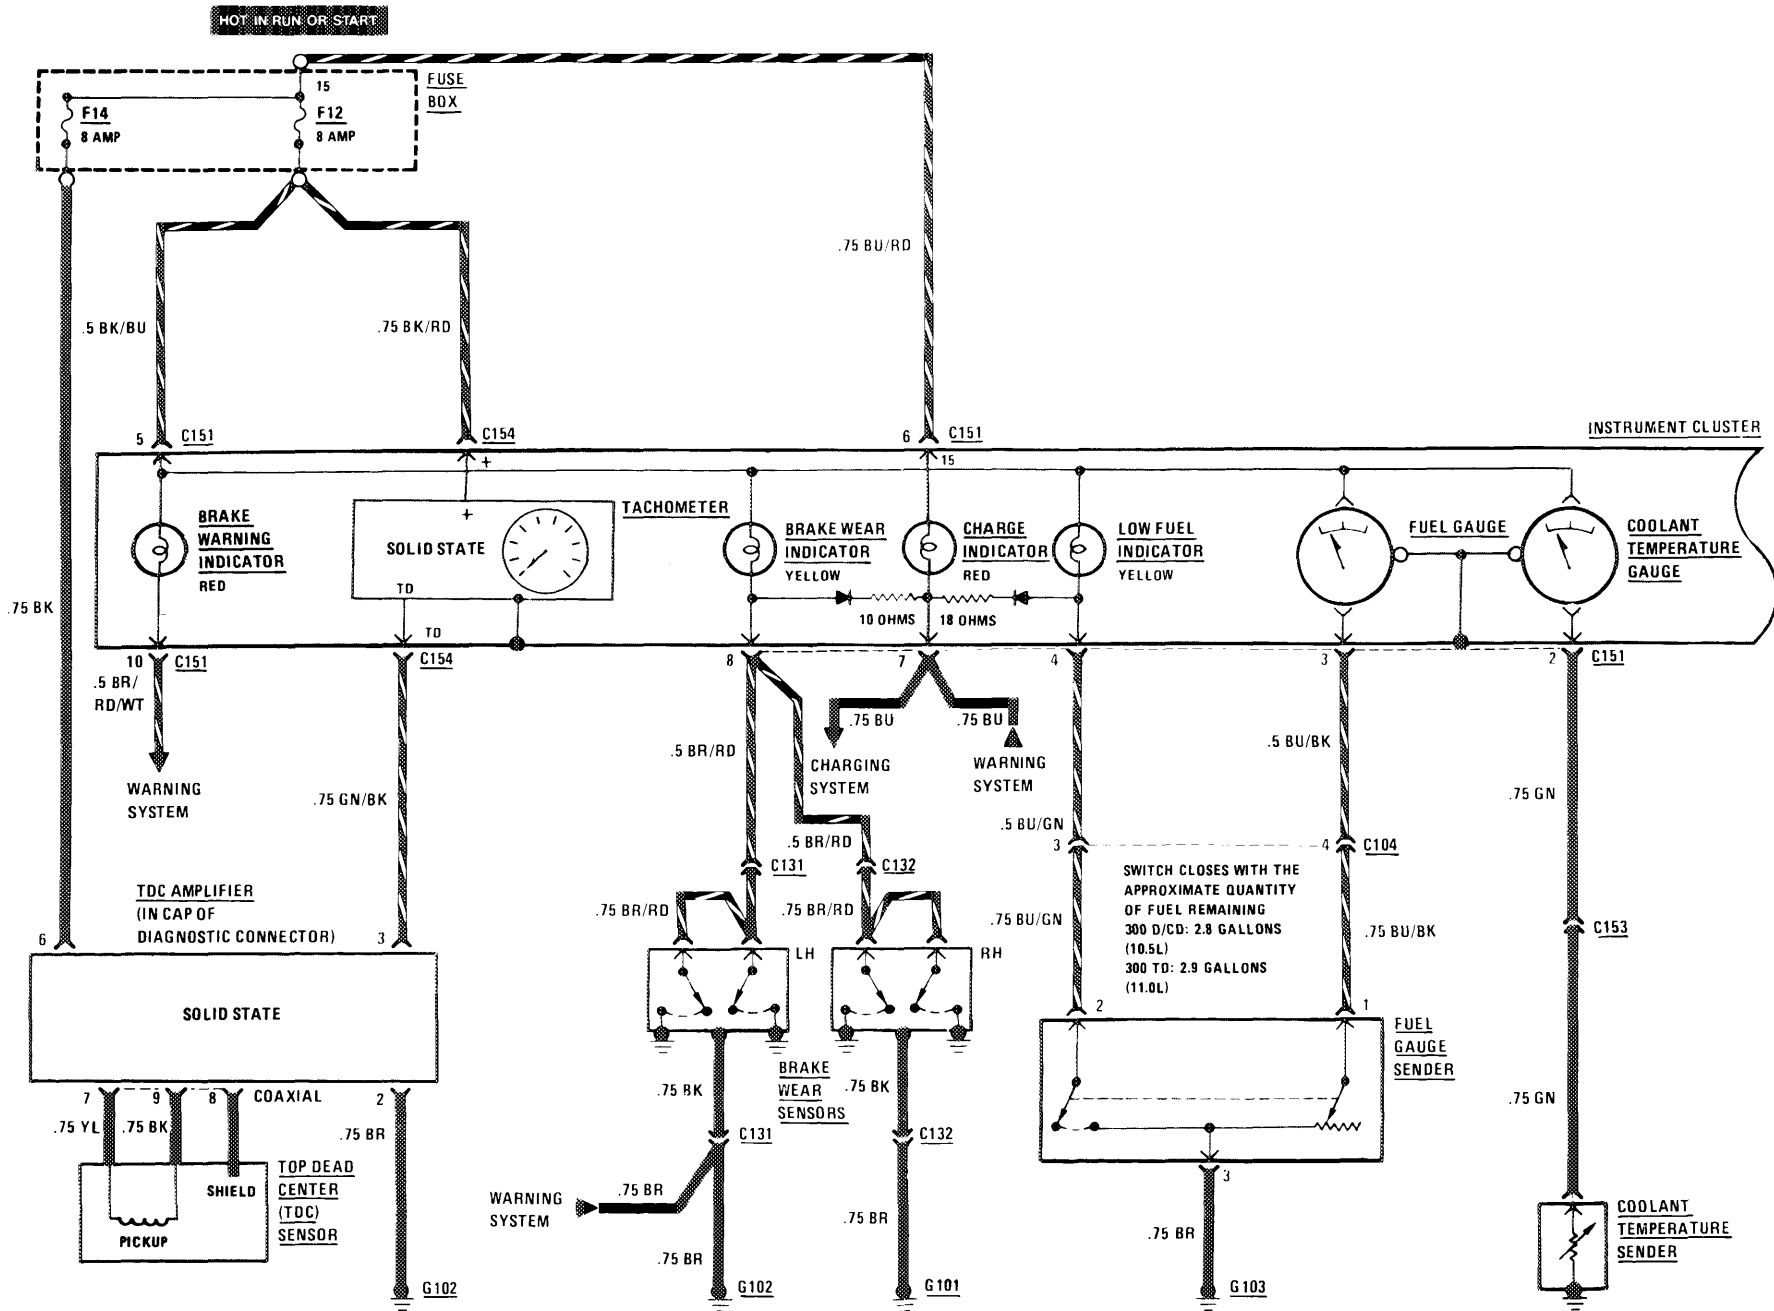 HOT IN RUN OR START
FUSE
BOX
15
F14
8 AMP
F12
8 AMP
.75 BU/RD
.5 BK/BU
.75 BK/RD
5
C151
C154
6
C151
INSTRUMENT CLUSTER
+
15
BRAKE
WARNING
INDICATOR
RED
+
SOLID STATE
TD
TACHOMETER
BRAKE WEAR
INDICATOR
YELLOW
CHARGE
INDICATOR
RED
LOW FUEL
INDICATOR
YELLOW
FUEL GAUGE
COOLANT
TEMPERATURE
GAUGE
.75 BK
10 OHMS
18 OHMS
TD
10
C151
C154
8
7
4
3
2
C151
.5 BR/
RD/WT
WARNING
SYSTEM
.75 GN/BK
.5 BR/RD
.75 BU
.75 BU
CHARGING
SYSTEM
WARNING
SYSTEM
.5 BU/BK
.75 GN
.5 BR/RD
.5 BU/GN
3
4
C104
C131
C132
SWITCH CLOSES WITH THE
APPROXIMATE QUANTITY
OF FUEL REMAINING
300 D/CD: 2.8 GALLONS
(10.5L)
300 TD: 2.9 GALLONS
(11.0L)
TDC AMPLIFIER
(IN CAP OF
DIAGNOSTIC CONNECTOR)
.75 BR/RD
.75 BR/RD
.75 BU/GN
.75 BU/BK
C153
6
3
LH
RH
SOLID STATE
2
1
FUEL
GAUGE
SENDER
BRAKE
WEAR
SENSORS
.75 BK
.75 BK
7
9
8
COAXIAL
2
.75 YL
.75 BK
.75 BR
C131
C132
.75 GN
TOP DEAD
CENTER
(TDC)
SENSOR
SHIELD
PICKUP
WARNING
SYSTEM
.75 BR
.75 BR
.75 BR
3
.75 BR
COOLANT
TEMPERATURE
SENDER
G102
G102
G101
G103